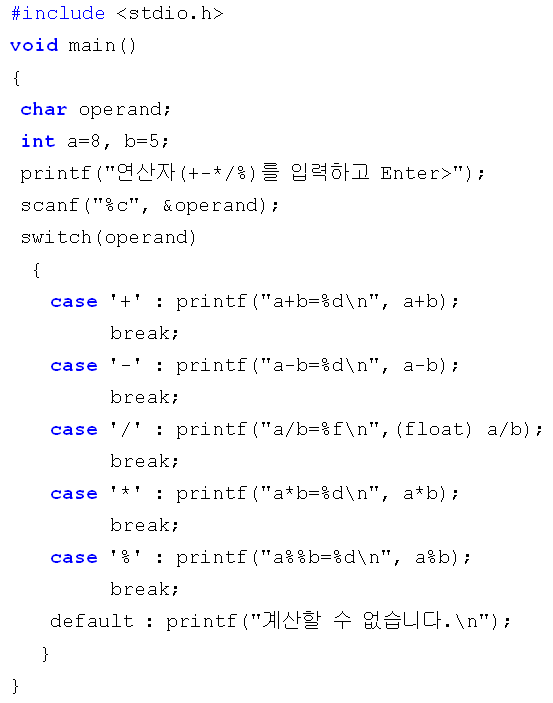 #include <stdio.h>
void main()
{
char operand;
int a=8, b=5;
printf("연산자(+-*/%)를 입력하고 Enter>");
scanf("%c", &operand);
switch(operand)
{
case '+' : printf("a+b=%d\n", a+b);
break;
case '-' : printf("a-b=%d\n", a-b);
break;
case '/' : printf("a/b=%f\n",(float) a/b);
break;
case '*' : printf("a*b=%d\n", a*b);
break;
case '%' : printf("a%%b=%d\n", a%b);
break;
default : printf("계산할 수 없습니다.\n");
}
}